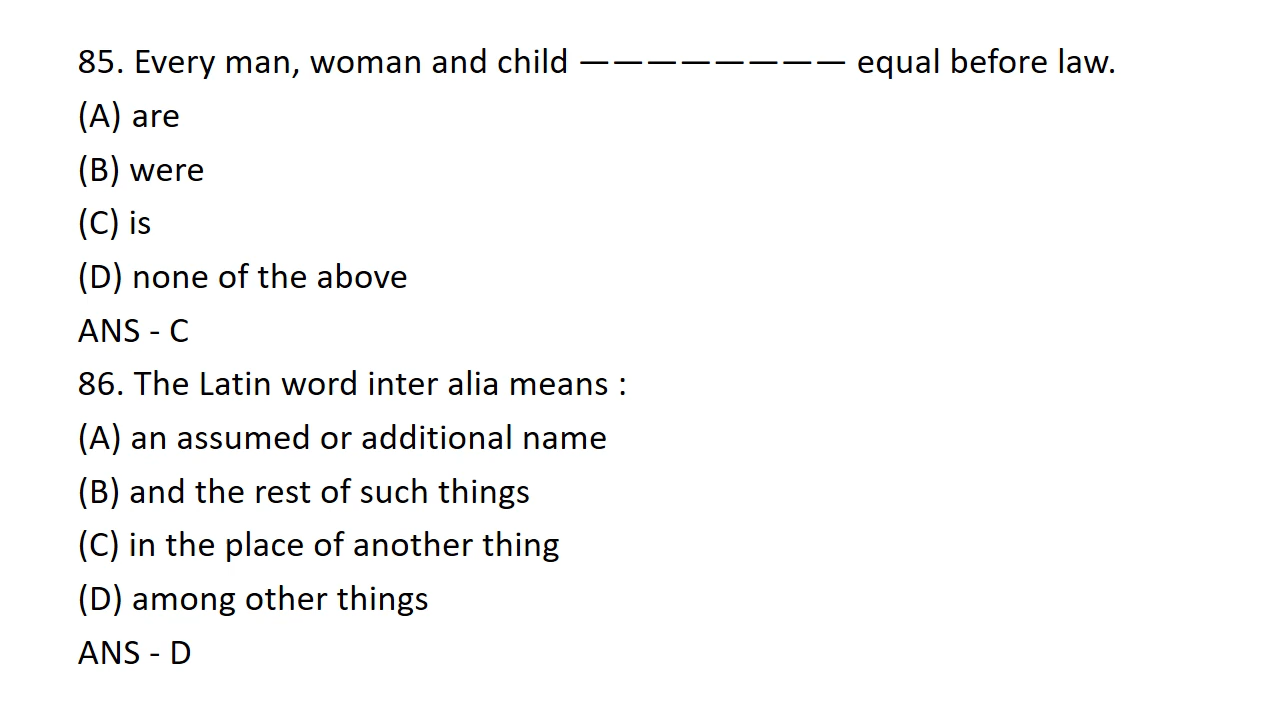 85. Every man, woman and child ———————— equal before law.
(A) are
(B) were
(C) is
(D) none of the above
ANS - C
86. The Latin word inter alia means :
(A) an assumed or additional name
(B) and the rest of such things
(C) in the place of another thing
(D) among other things
ANS - D